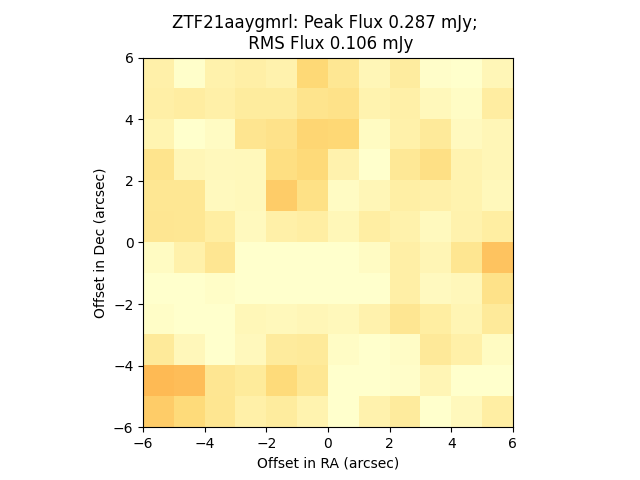 ZTF21aaygmrl: Peak Flux 0.287 mJy;
RMS Flux 0.106 mJy
6
4
2
0
−2
−4
−6
Offset in Dec (arcsec)
−6 −4 −2 0 2 4 6
Offset in RA (arcsec)